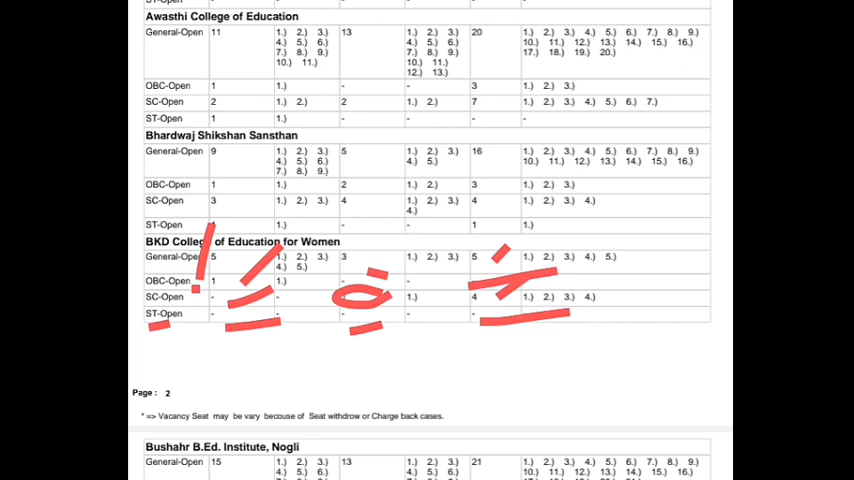 Awasthi College of Education
General-Open 11 1.) 2.) 3.) 13 1.) 2.) 3.) 20 1.) 2.) 3.) 4.) 5.) 6.) 7.) 8.) 9.)
4.) 5.) 6.) 4.) 5.) 6.) 10.) 11.) 12.) 13.) 14.) 15.) 16.)
7.) 8.) 9.) 7.) 8.) 9.) 17.) 18.) 19.) 20.)
10.) 11.) 10.) 11.)
12.) 13.)
OBC-Open 1 1.) - - 3 1.) 2.) 3.)
SC-Open 2 1.) 2.) 2 1.) 2.) 7 1.) 2.) 3.) 4.) 5.) 6.) 7.)
ST-Open 1 1.) - - - -
Bhardwaj Shikshan Sansthan
General-Open 9 1.) 2.) 3.) 5 1.) 2.) 3.) 16 1.) 2.) 3.) 4.) 5.) 6.) 7.) 8.) 9.)
4.) 5.) 6.) 4.) 5.) 10.) 11.) 12.) 13.) 14.) 15.) 16.)
7.) 8.) 9.)
OBC-Open 1 1.) 2 1.) 2.) 3 1.) 2.) 3.)
SC-Open 3 1.) 2.) 3.) 4 1.) 2.) 3.) 4 1.) 2.) 3.) 4.)
4.)
ST-Open 1.) - - 1 1.)
BKD College of Education for Women
General-Open 5 1.) 2.) 3.) 3 1.) 2.) 3.) 5 1.) 2.) 3.) 4.) 5.)
4.) 5.)
OBC-Open 1 1.) - -
SC-Open - - 1.) 4 1.) 2.) 3.) 4.)
ST-Open - - - - -
Page : 2
* => Vacancy Seat may be vary becouse of Seat withdrow or Charge back cases.
Bushahr B.Ed. Institute, Nogli
General-Open 15 1.) 2.) 3.) 13 1.) 2.) 3.) 21 1.) 2.) 3.) 4.) 5.) 6.) 7.) 8.) 9.)
4.) 5.) 6.) 4.) 5.) 6.) 10.) 11.) 12.) 13.) 14.) 15.) 16.)